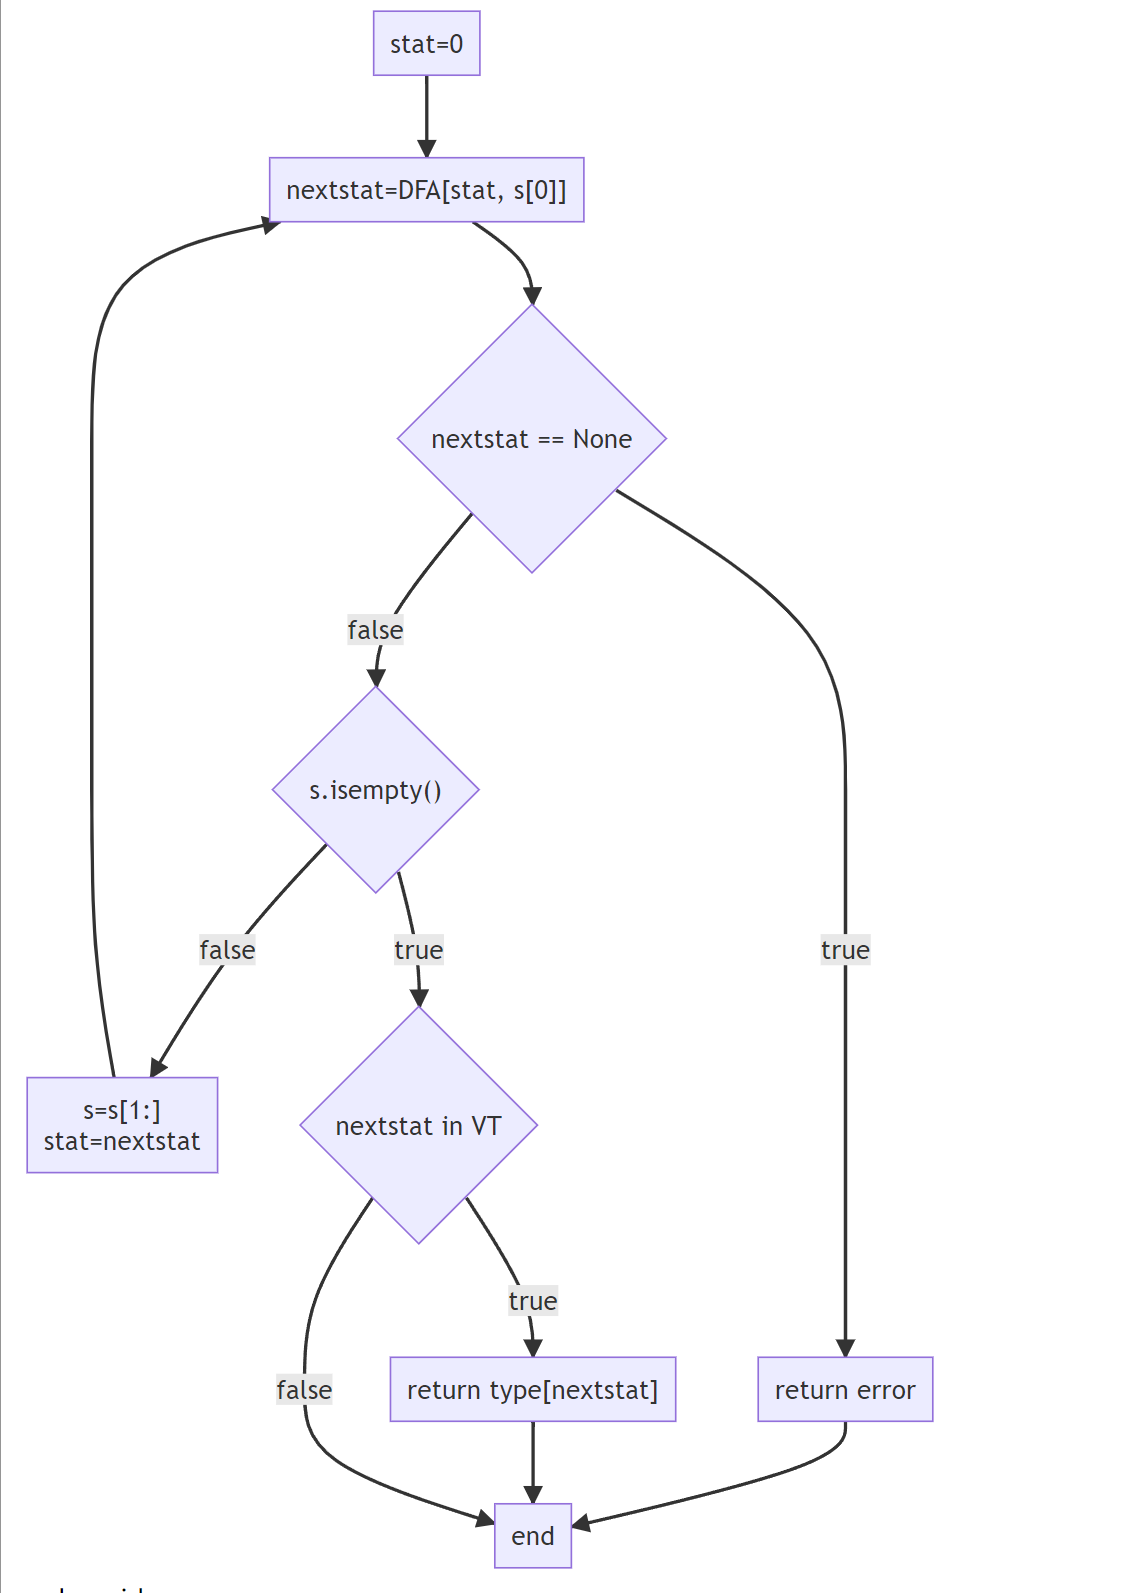 stat=0
nextstat=DFA[stat, s[0]]
nextstat == None
false
s.isempty()
false
true
true
s=s[1:]
stat=nextstat
nextstat in VT
true
false
return type[nextstat]
return error
end